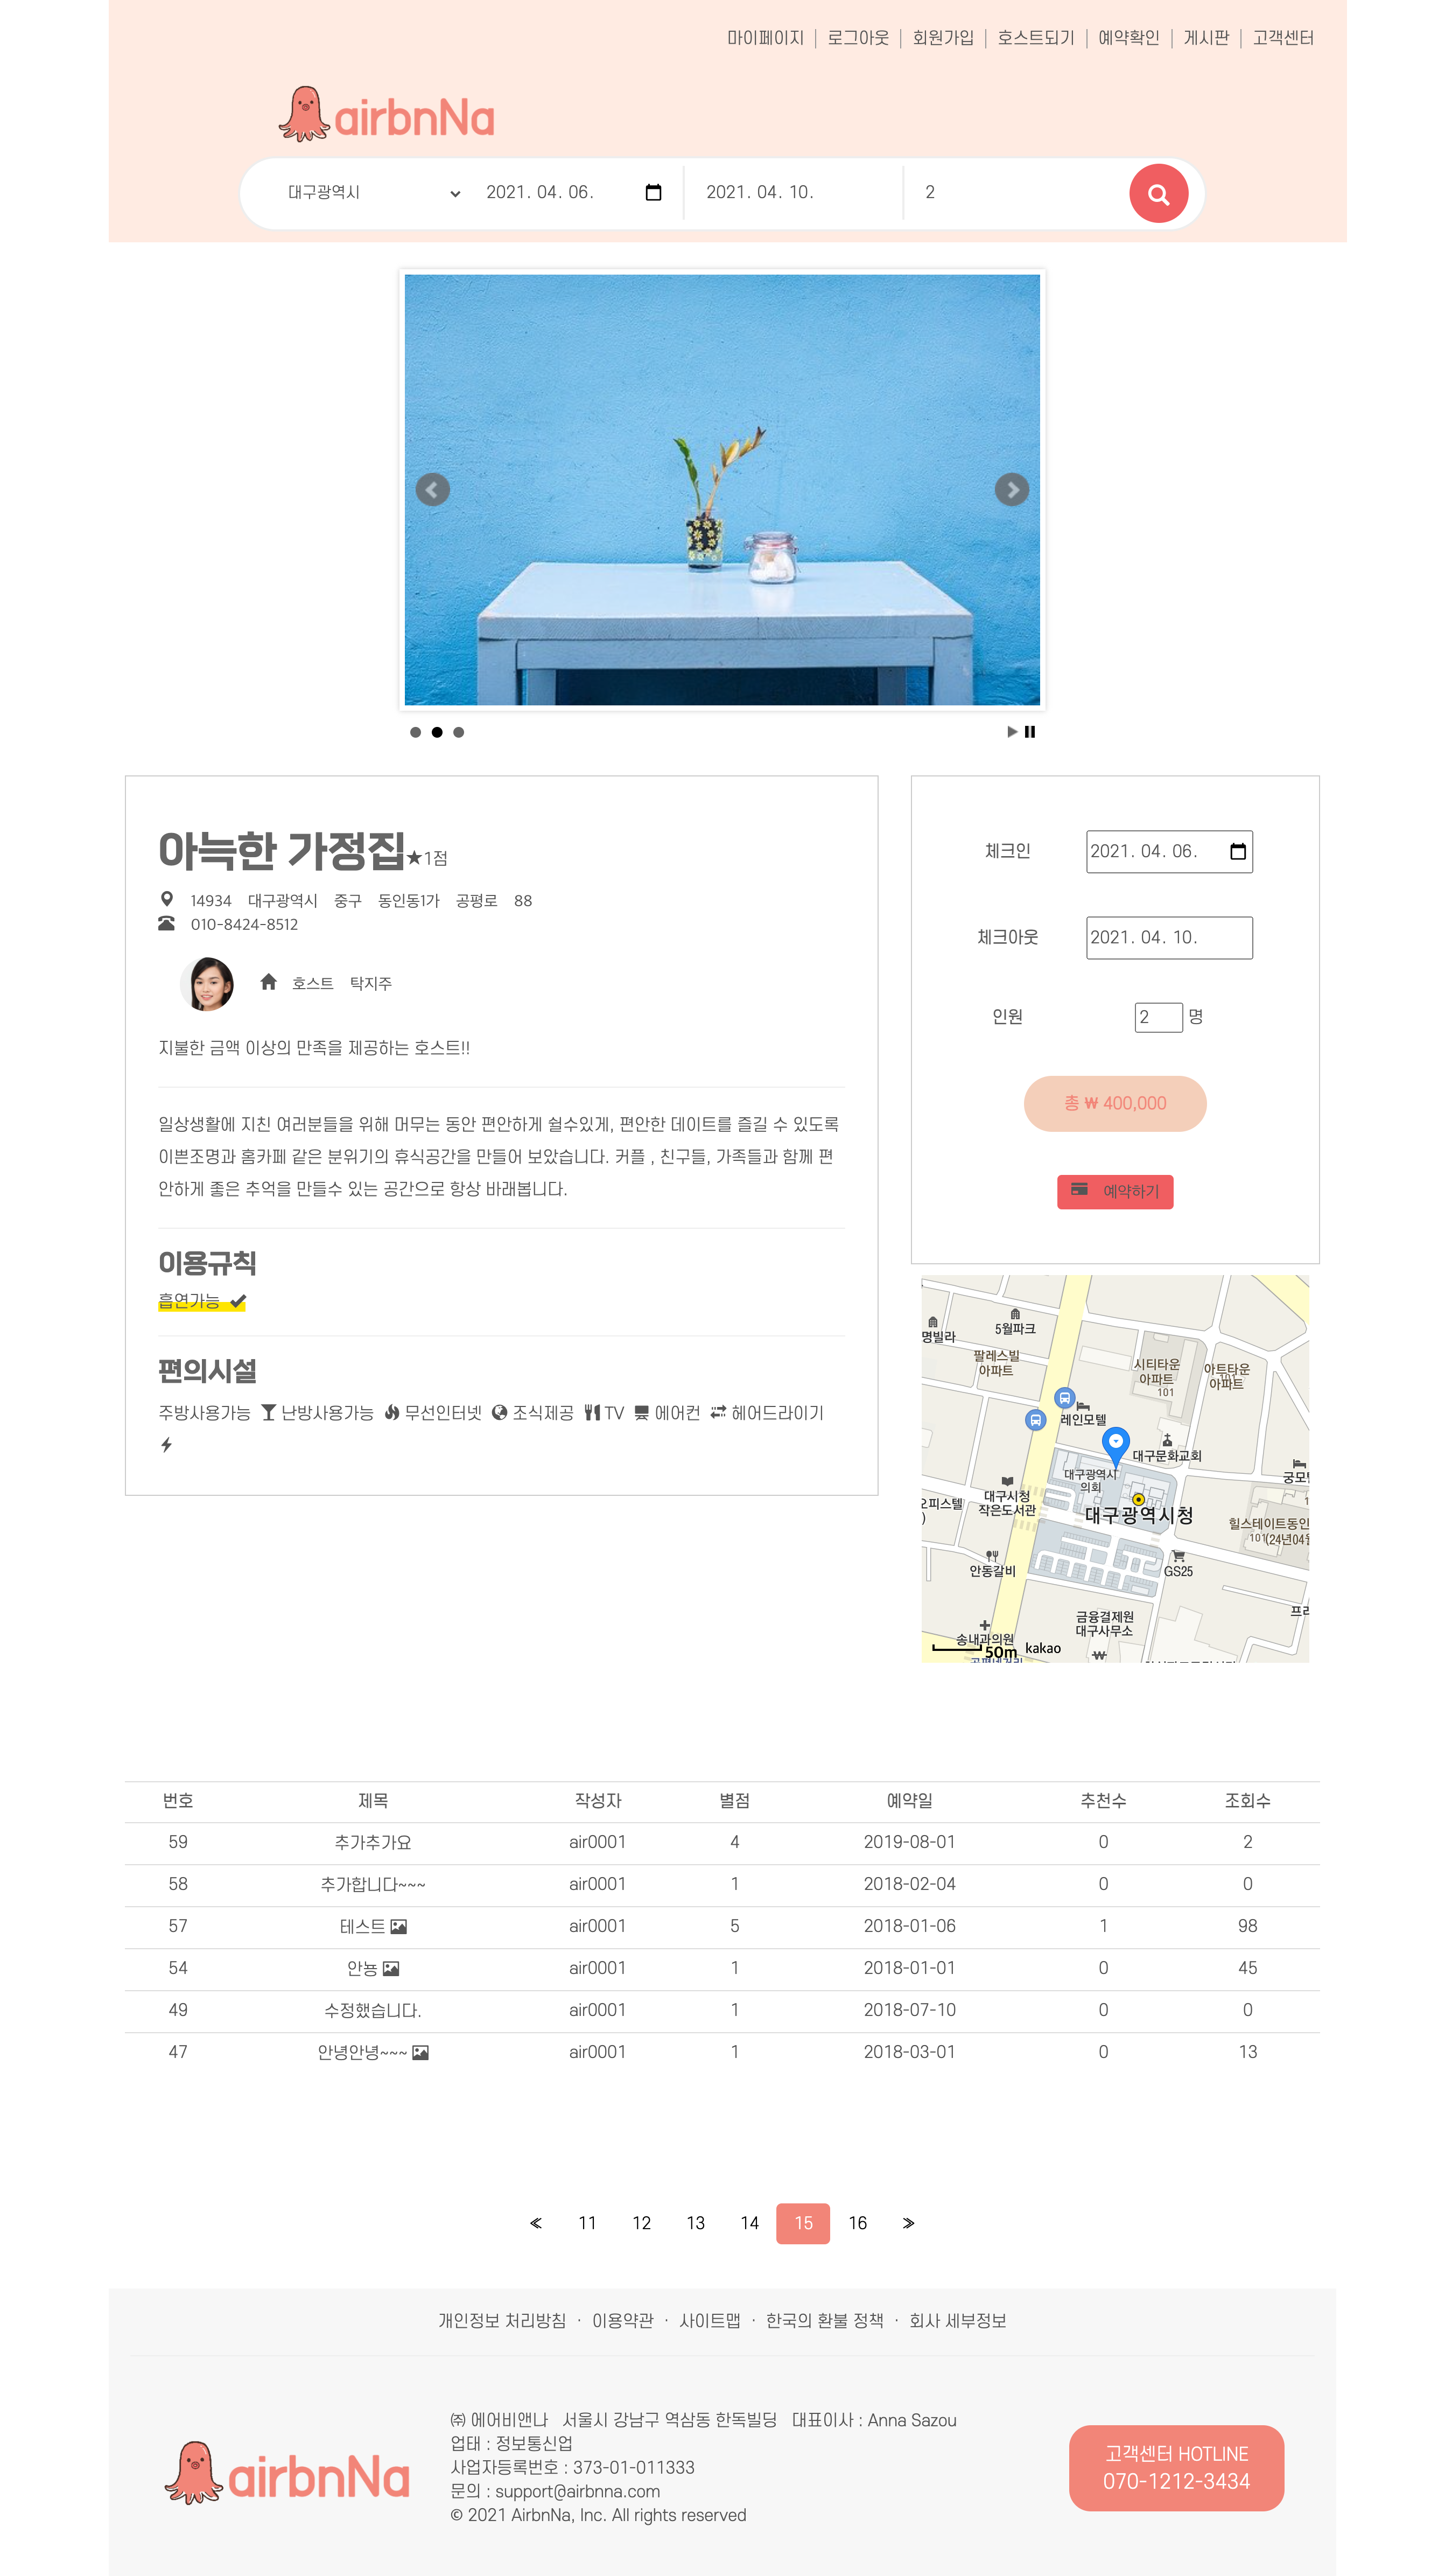 마이페이지 로그아웃 회원가입 호스트되기 예약확인 게시판 고객센터
airbnNa
대구광역시 2021. 04. 06. 2021. 04. 10. 2
아늑한 가정집★1점
14934 대구광역시 중구 동인동1가 공평로 88
010-8424-8512
호스트 탁지주
지불한 금액 이상의 만족을 제공하는 호스트!!
일상생활에 지친 여러분들을 위해 머무는 동안 편안하게 쉴수있게, 편안한 데이트를 즐길 수 있도록
이쁜조명과 홈카페 같은 분위기의 휴식공간을 만들어 보았습니다. 커플 , 친구들, 가족들과 함께 편
안하게 좋은 추억을 만들수 있는 공간으로 항상 바래봅니다.
이용규칙
흡연가능
편의시설
주방사용가능 난방사용가능 무선인터넷 조식제공 TV 에어컨 헤어드라이기
체크인 2021. 04. 06.
체크아웃 2021. 04. 10.
인원 2 명
총 ₩ 400,000
예약하기
명빌라
5월파크
팔레스빌
아파트
시티타운
아파트
101
아트타운
아파트
101
레인모텔
대구문화교회
대구광역시
의회
궁모
대구시청
작은도서관
오피스텔
)
대구광역시청
힐스테이트동인
101(24년04
안동갈비
GS25
금융결제원
대구사무소
프리
송내과의원
50m kakao
번호 제목 작성자 별점 예약일 추천수 조회수
59 추가추가요 air0001 4 2019-08-01 0 2
58 추가합니다~~~ air0001 1 2018-02-04 0 0
57 테스트 air0001 5 2018-01-06 1 98
54 안뇽 air0001 1 2018-01-01 0 45
49 수정했습니다. air0001 1 2018-07-10 0 0
47 안녕안녕~~~ air0001 1 2018-03-01 0 13
≪ 11 12 13 14 15 16 ≫
개인정보 처리방침 · 이용약관 · 사이트맵 · 한국의 환불 정책 · 회사 세부정보
airbnNa
㈜ 에어비앤나 서울시 강남구 역삼동 한독빌딩 대표이사 : Anna Sazou
업태 : 정보통신업
사업자등록번호 : 373-01-011333
문의 : support@airbnna.com
© 2021 AirbnNa, Inc. All rights reserved
고객센터 HOTLINE
070-1212-3434